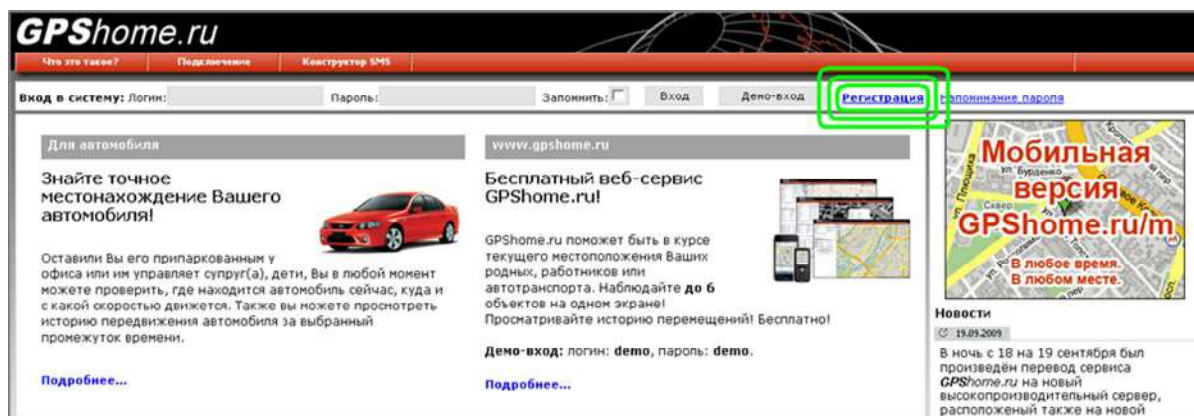 GPShome.ru
Что это такое? Подключение Конструктор SMS
Вход в систему: Логин: Пароль: Запомнить: Вход Демо-вход Регистрация Напоминание пароля
Для автомобиля
Знайте точное
местонахождение Вашего
автомобиля!
Оставили Вы его припаркованным у
офиса или им управляет супруг(а), дети, Вы в любой момент
можете проверить, где находится автомобиль сейчас, куда и
с какой скоростью движется. Также вы можете просмотреть
историю передвижения автомобиля за выбранный
промежуток времени.
Подробнее...
www.gpshome.ru
Бесплатный веб-сервис
GPShome.ru!
GPShome.ru поможет быть в курсе
текущего местоположения Ваших
родных, работников или
автотранспорта. Наблюдайте до 6
объектов на одном экране!
Просматривайте историю перемещений! Бесплатно!
Демо-вход: логин: demo, пароль: demo.
Подробнее...
Мобильная
версия
GPShome.ru/m
В любое время.
В любом месте.
ул. Бурденко
Сквер
ул. Плющиха
Новости
19.09.2009
В ночь с 18 на 19 сентября был
произведён перевод сервиса
GPShome.ru на новый
высокопроизводительный сервер,
расположеный также на новой